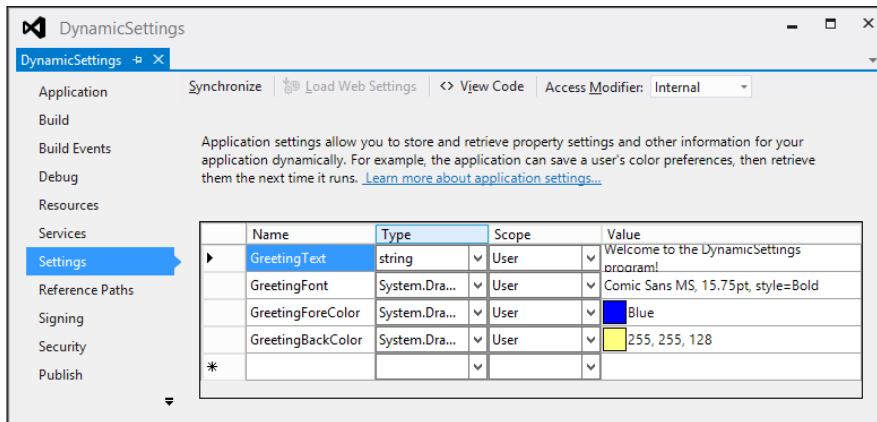 DynamicSettings
DynamicSettings
Application
Build
Build Events
Debug
Resources
Services
Settings
Reference Paths
Signing
Security
Publish
Synchronize Load Web Settings <> View Code Access Modifier: Internal
Application settings allow you to store and retrieve property settings and other information for your
application dynamically. For example, the application can save a user's color preferences, then retrieve
them the next time it runs. Learn more about application settings...
Name Type Scope Value
GreetingText string User Welcome to the DynamicSettings
program!
GreetingFont System.Dra... User Comic Sans MS, 15.75pt, style=Bold
GreetingForeColor System.Dra... User Blue
GreetingBackColor System.Dra... User 255, 255, 128
*